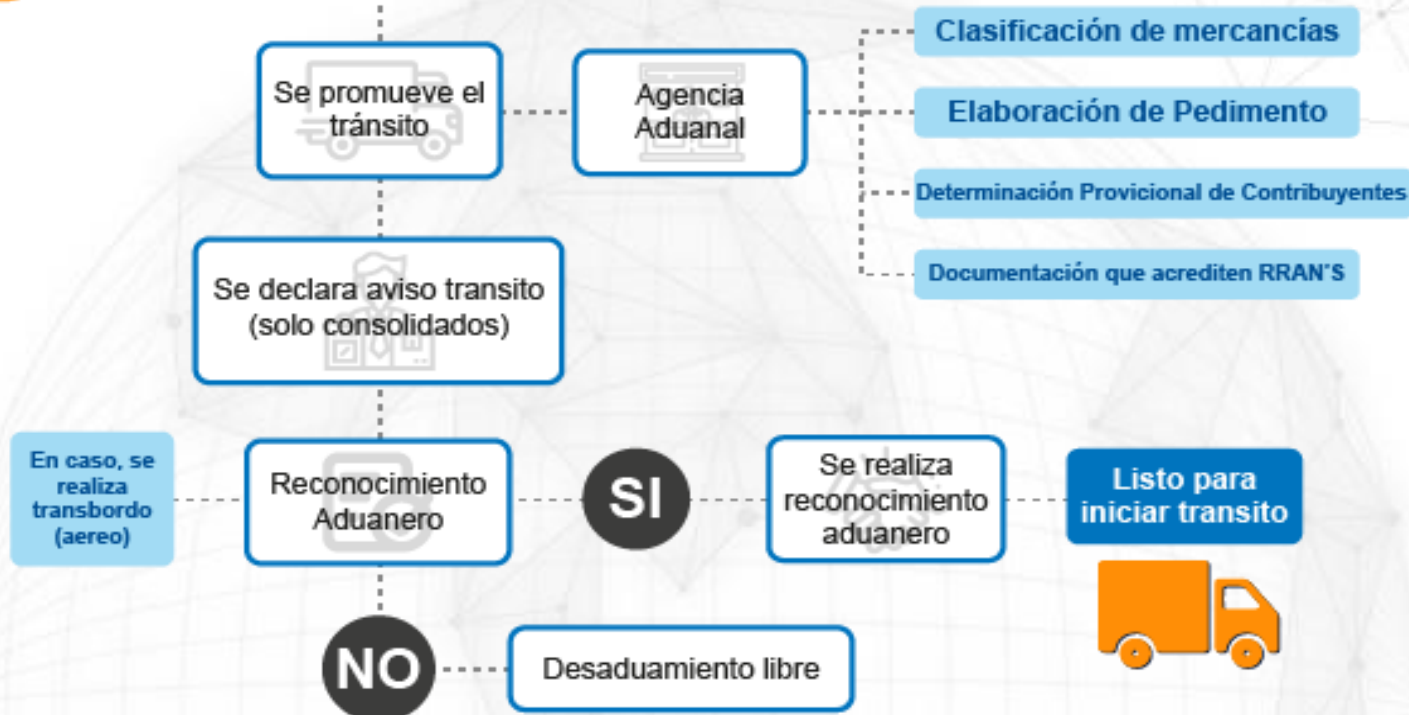 Se promueve el
tránsito
Agencia
Aduanal
Clasificación de mercancías
Elaboración de Pedimento
Determinación Provicional de Contribuyentes
Documentación que acrediten RRAN'S
Se declara aviso transito
(solo consolidados)
En caso, se
realiza
transbordo
(aereo)
Reconocimiento
Aduanero
SI
Se realiza
reconocimiento
aduanero
Listo para
iniciar transito
NO
Desaduamiento libre